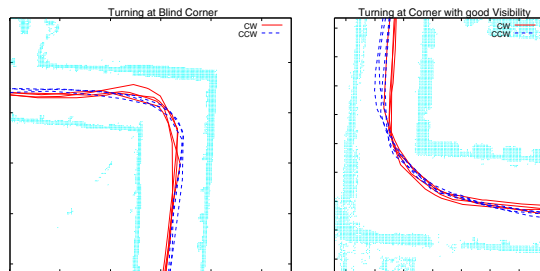 Turning at Blind Corner
CW
CCW
Turning at Corner with good Visibility
CW
CCW